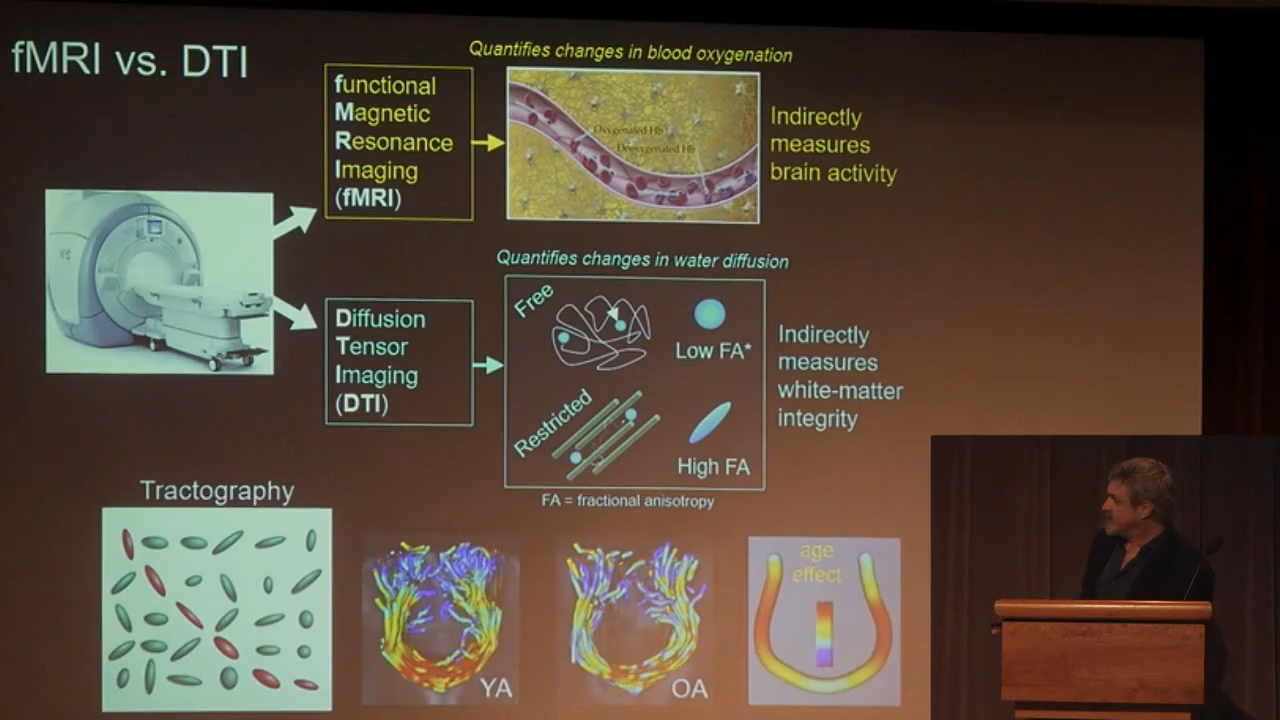 fMRI vs. DTI
functional
Magnetic
Resonance
Imaging
(fMRI)
Quantifies changes in blood oxygenation
Oxygenated Hb
Deoxygenated Hb
Indirectly
measures
brain activity
Diffusion
Tensor
Imaging
(DTI)
Quantifies changes in water diffusion
Free
Low FA*
Restricted
High FA
FA = fractional anisotropy
Indirectly
measures
white-matter
integrity
Tractography
YA
OA
age
effect